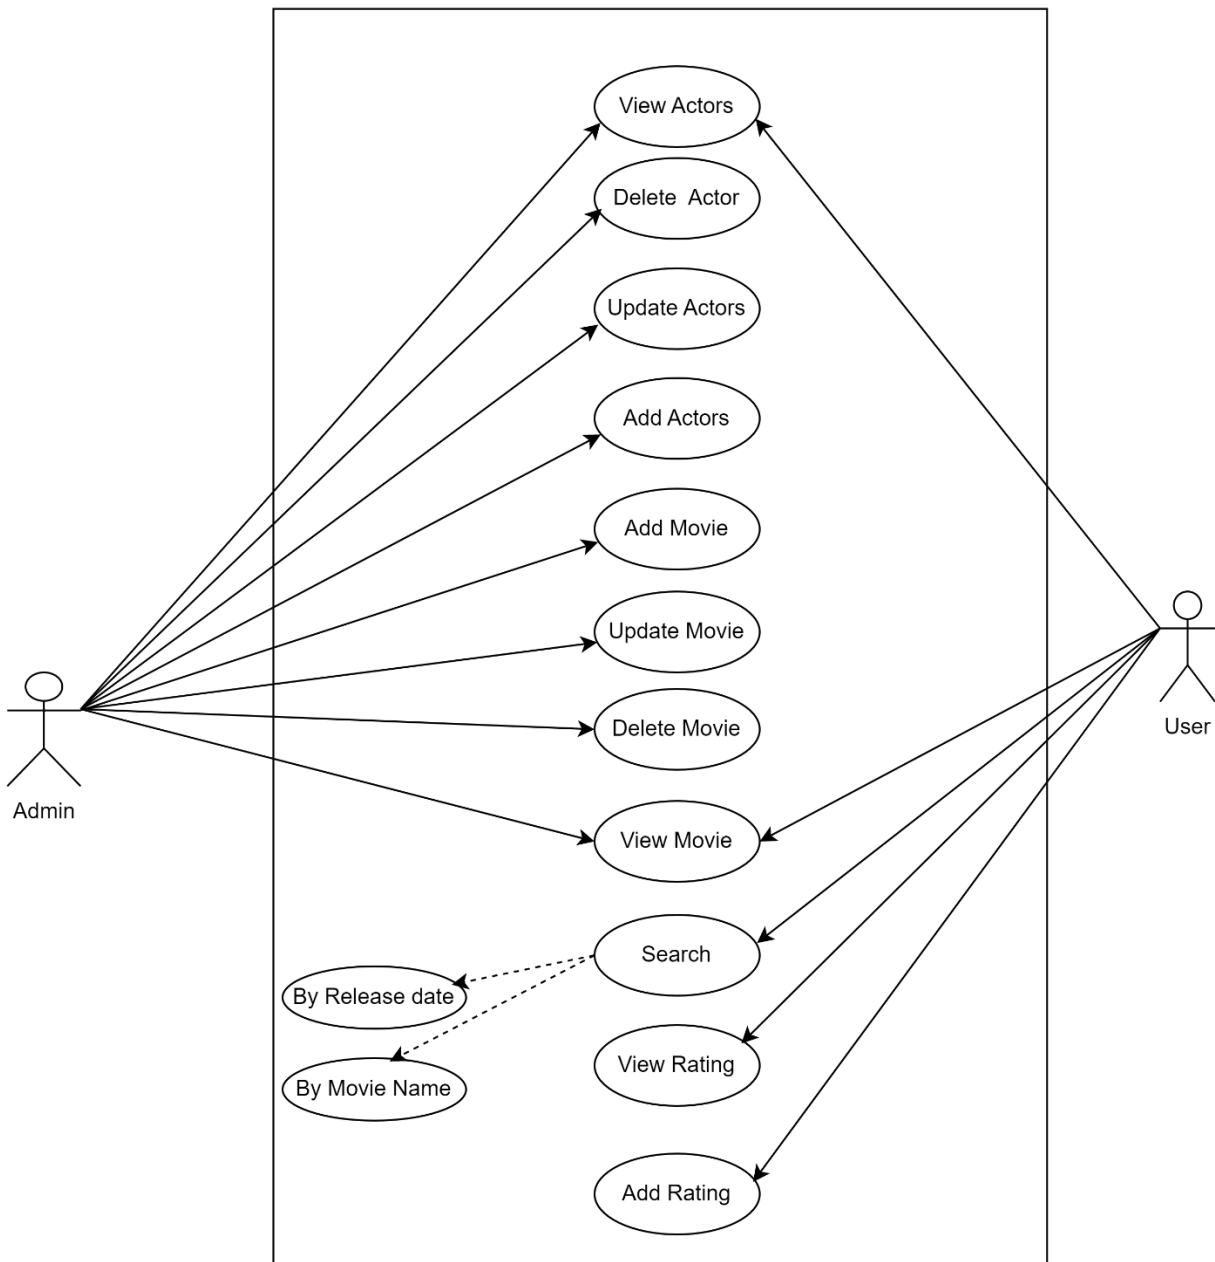 View Actors
Delete  Actor
Update Actors
Add Actors
Add Movie
Update Movie
Delete Movie
User
Admin
View Movie
Search
By Release date
View Rating
By Movie Name
Add Rating